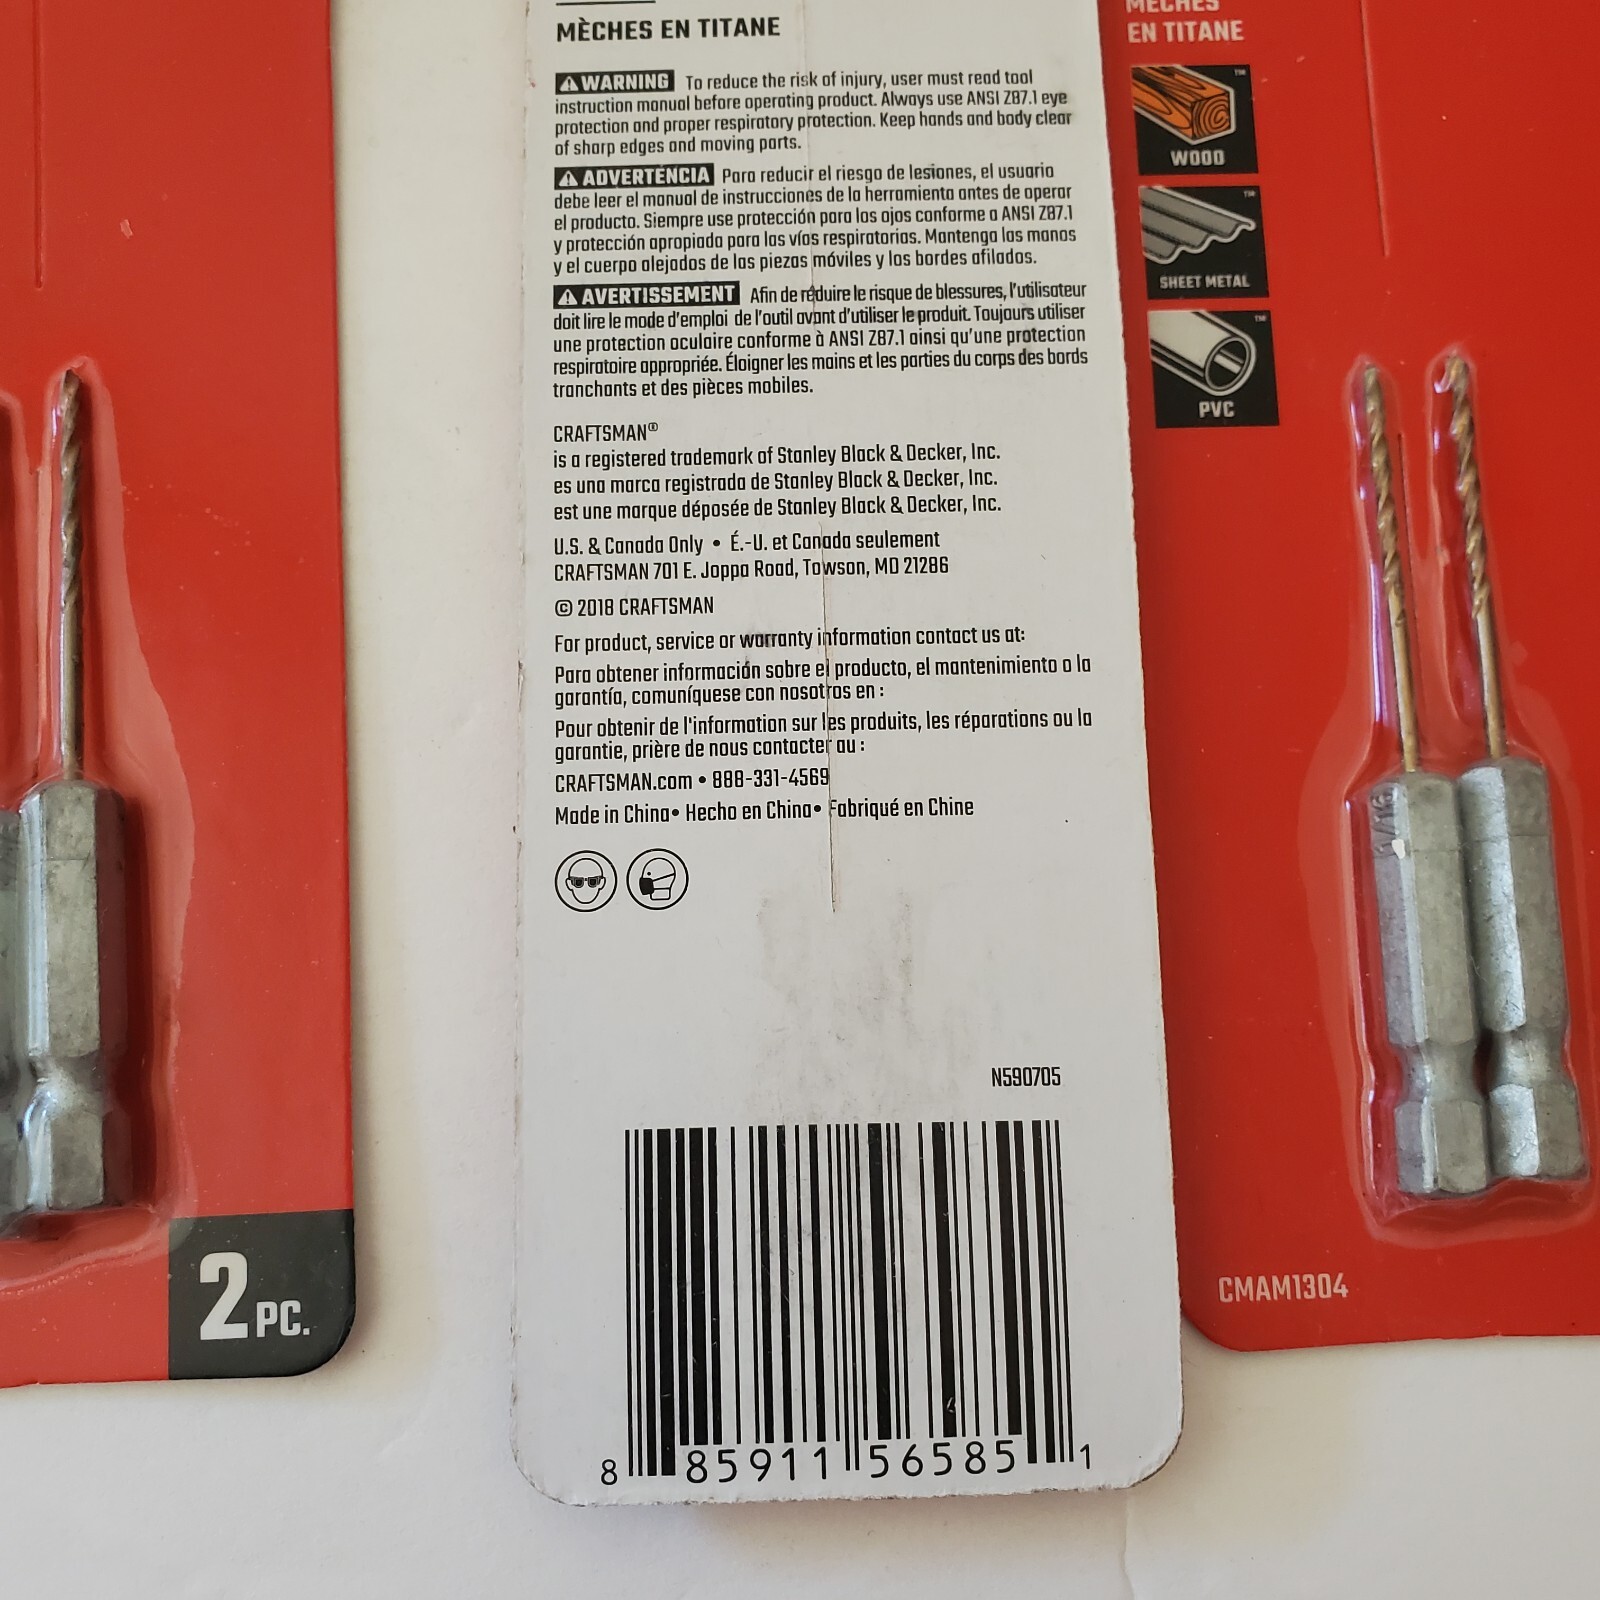 MÈCHES EN TITANE
WARNING To reduce the risk of injury, user must read tool
instruction manual before operating product. Always use ANSI Z87.1 eye
protection and proper respiratory protection. Keep hands and body clear
of sharp edges and moving parts.
ADVERTENCIA Para reducir el riesgo de lesiones, el usuario
debe leer el manual de instrucciones de la herramienta antes de operar
el producto. Siempre use protección para los ojos conforme a ANSI Z87.1
y protección apropiada para las vías respiratorias. Mantenga las manos
y el cuerpo alejados de las piezas móviles y los bordes afilados.
AVERTISSEMENT Afin de réduire le risque de blessures, l'utilisateur
doit lire le mode d'emploi de l'outil avant d'utiliser le produit. Toujours utiliser
une protection oculaire conforme à ANSI Z87.1 ainsi qu'une protection
respiratoire appropriée. Éloigner les mains et les parties du corps des bords
tranchants et des pièces mobiles.
CRAFTSMAN®
is a registered trademark of Stanley Black & Decker, Inc.
es una marca registrada de Stanley Black & Decker, Inc.
est une marque déposée de Stanley Black & Decker, Inc.
U.S. & Canada Only • É.-U. et Canada seulement
CRAFTSMAN 701 E. Joppa Road, Towson, MD 21286
© 2018 CRAFTSMAN
For product, service or warranty information contact us at:
Para obtener información sobre el producto, el mantenimiento o la
garantía, comuníquese con nosotros en :
Pour obtenir de l'information sur les produits, les réparations ou la
garantie, prière de nous contacter au :
CRAFTSMAN.com • 888-331-4569
Made in China• Hecho en China• Fabriqué en Chine
N590705
8 85911 56585 1
2 PC.
MÈCHES
EN TITANE
WOOD™
SHEET METAL™
PVC™
1/16
CMAM1304